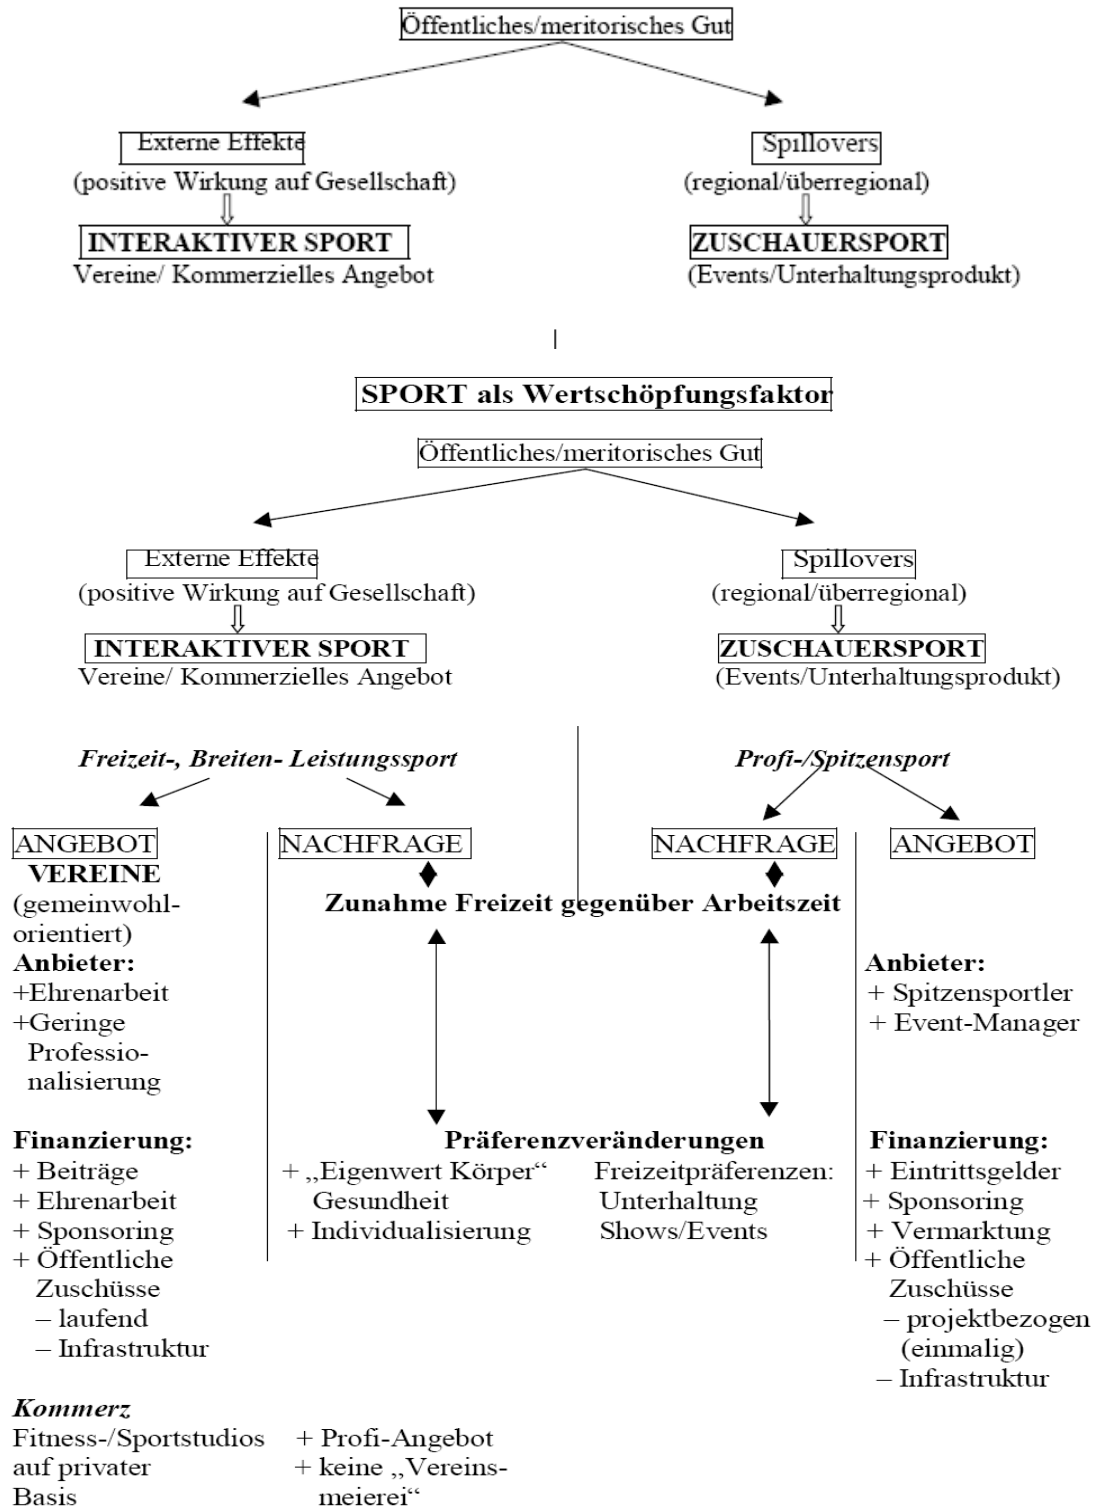 Öffentliches/meritorisches Gut
Externe Effekte
(positive Wirkung auf Gesellschaft)
INTERAKTIVER SPORT
Vereine/ Kommerzielles Angebot
Spillovers
(regional/überregional)
ZUSCHAUERSPORT
(Events/Unterhaltungsprodukt)
SPORT als Wertschöpfungsfaktor
Öffentliches/meritorisches Gut
Externe Effekte
(positive Wirkung auf Gesellschaft)
INTERAKTIVER SPORT
Vereine/ Kommerzielles Angebot
Spillovers
(regional/überregional)
ZUSCHAUERSPORT
(Events/Unterhaltungsprodukt)
Freizeit-, Breiten- Leistungssport
Profi-/Spitzensport
ANGEBOT
VEREINE
(gemeinwohl-
orientiert)
Anbieter:
+Ehrenarbeit
+Geringe
Professio-
nalisierung
Finanzierung:
+ Beiträge
+ Ehrenarbeit
+ Sponsoring
+ Öffentliche
Zuschüsse
– laufend
– Infrastruktur
NACHFRAGE
NACHFRAGE
Zunahme Freizeit gegenüber Arbeitszeit
Präferenzveränderungen
+ „Eigenwert Körper“
Gesundheit
+ Individualisierung
Freizeitpräferenzen:
Unterhaltung
Shows/Events
ANGEBOT
Anbieter:
+ Spitzensportler
+ Event-Manager
Finanzierung:
+ Eintrittsgelder
+ Sponsoring
+ Vermarktung
+ Öffentliche
Zuschüsse
– projektbezogen
(einmalig)
– Infrastruktur
Kommerz
Fitness-/Sportstudios
auf privater
Basis
+ Profi-Angebot
+ keine „Vereins-
meierei“